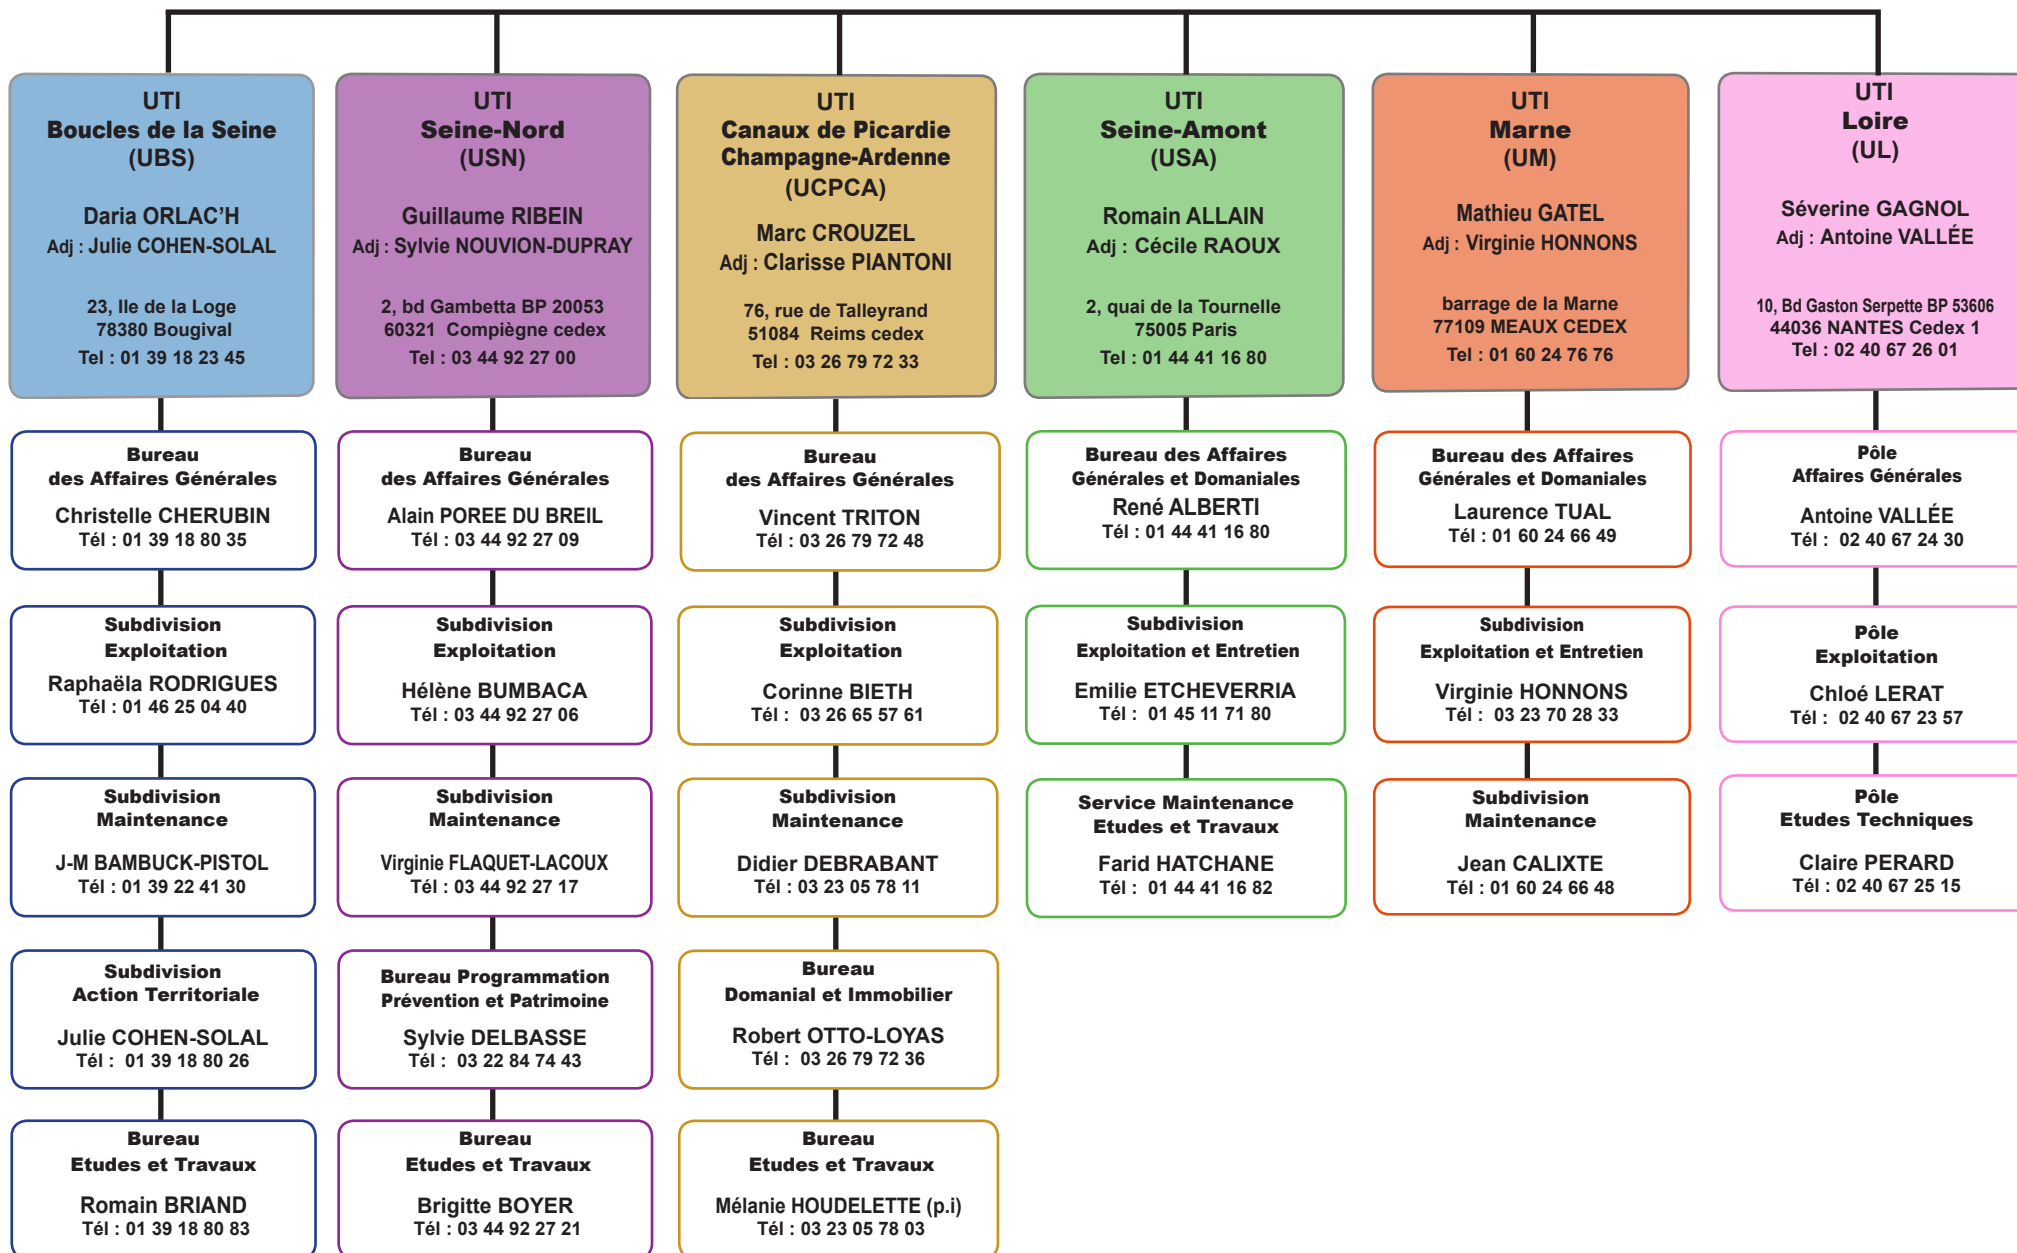 UTI
Boucles de la Seine
(UBS)
Daria ORLAC'H
Adj : Julie COHEN-SOLAL
23, Ile de la Loge
78380 Bougival
Tel : 01 39 18 23 45
Bureau
des Affaires Générales
Christelle CHERUBIN
Tél : 01 39 18 80 35
Subdivision
Exploitation
Raphaëla RODRIGUES
Tél : 01 46 25 04 40
Subdivision
Maintenance
J-M BAMBUCK-PISTOL
Tél : 01 39 22 41 30
Subdivision
Action Territoriale
Julie COHEN-SOLAL
Tél : 01 39 18 80 26
Bureau
Etudes et Travaux
Romain BRIAND
Tél : 01 39 18 80 83
UTI
Seine-Nord
(USN)
Guillaume RIBEIN
Adj : Sylvie NOUVION-DUPRAY
2, bd Gambetta BP 20053
60321 Compiègne cedex
Tel : 03 44 92 27 00
Bureau
des Affaires Générales
Alain POREE DU BREIL
Tél : 03 44 92 27 09
Subdivision
Exploitation
Hélène BUMBACA
Tél : 03 44 92 27 06
Subdivision
Maintenance
Virginie FLAQUET-LACOUX
Tél : 03 44 92 27 17
Bureau Programmation
Prévention et Patrimoine
Sylvie DELBASSE
Tél : 03 22 84 74 43
Bureau
Etudes et Travaux
Brigitte BOYER
Tél : 03 44 92 27 21
UTI
Canaux de Picardie
Champagne-Ardenne
(UCPCA)
Marc CROUZEL
Adj : Clarisse PIANTONI
76, rue de Talleyrand
51084 Reims cedex
Tel : 03 26 79 72 33
Bureau
des Affaires Générales
Vincent TRITON
Tél : 03 26 79 72 48
Subdivision
Exploitation
Corinne BIETH
Tél : 03 26 65 57 61
Subdivision
Maintenance
Didier DEBRABANT
Tél : 03 23 05 78 11
Bureau
Domanial et Immobilier
Robert OTTO-LOYAS
Tél : 03 26 79 72 36
Bureau
Etudes et Travaux
Mélanie HOUDELETTE (p.i)
Tél : 03 23 05 78 03
UTI
Seine-Amont
(USA)
Romain ALLAIN
Adj : Cécile RAOUX
2, quai de la Tournelle
75005 Paris
Tel : 01 44 41 16 80
Bureau des Affaires
Générales et Domaniales
René ALBERTI
Tél : 01 44 41 16 80
Subdivision
Exploitation et Entretien
Emilie ETCHEVERRIA
Tél : 01 45 11 71 80
Service Maintenance
Etudes et Travaux
Farid HATCHANE
Tél : 01 44 41 16 82
UTI
Marne
(UM)
Mathieu GATEL
Adj : Virginie HONNONS
barrage de la Marne
77109 MEAUX CEDEX
Tel : 01 60 24 76 76
Bureau des Affaires
Générales et Domaniales
Laurence TUAL
Tél : 01 60 24 66 49
Subdivision
Exploitation et Entretien
Virginie HONNONS
Tél : 03 23 70 28 33
Subdivision
Maintenance
Jean CALIXTE
Tél : 01 60 24 66 48
UTI
Loire
(UL)
Séverine GAGNOL
Adj : Antoine VALLÉE
10, Bd Gaston Serpette BP 53606
44036 NANTES Cedex 1
Tel : 02 40 67 26 01
Pôle
Affaires Générales
Antoine VALLÉE
Tél : 02 40 67 24 30
Pôle
Exploitation
Chloé LERAT
Tél : 02 40 67 23 57
Pôle
Etudes Techniques
Claire PERARD
Tél : 02 40 67 25 15